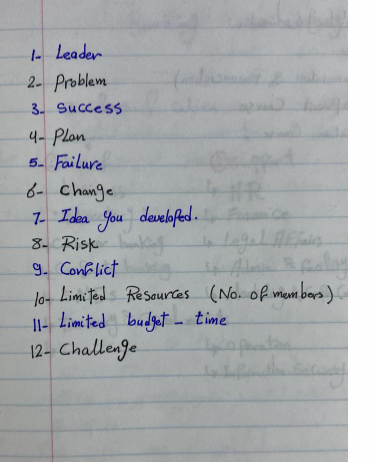 1- Leader
2- Problem
3- Success
4- Plan
5- Failure
6- Change
7- Idea you developed.
8- Risk
9- Conflict
10- Limited Resources (No. of members)
11- Limited budget - time
12- Challenge